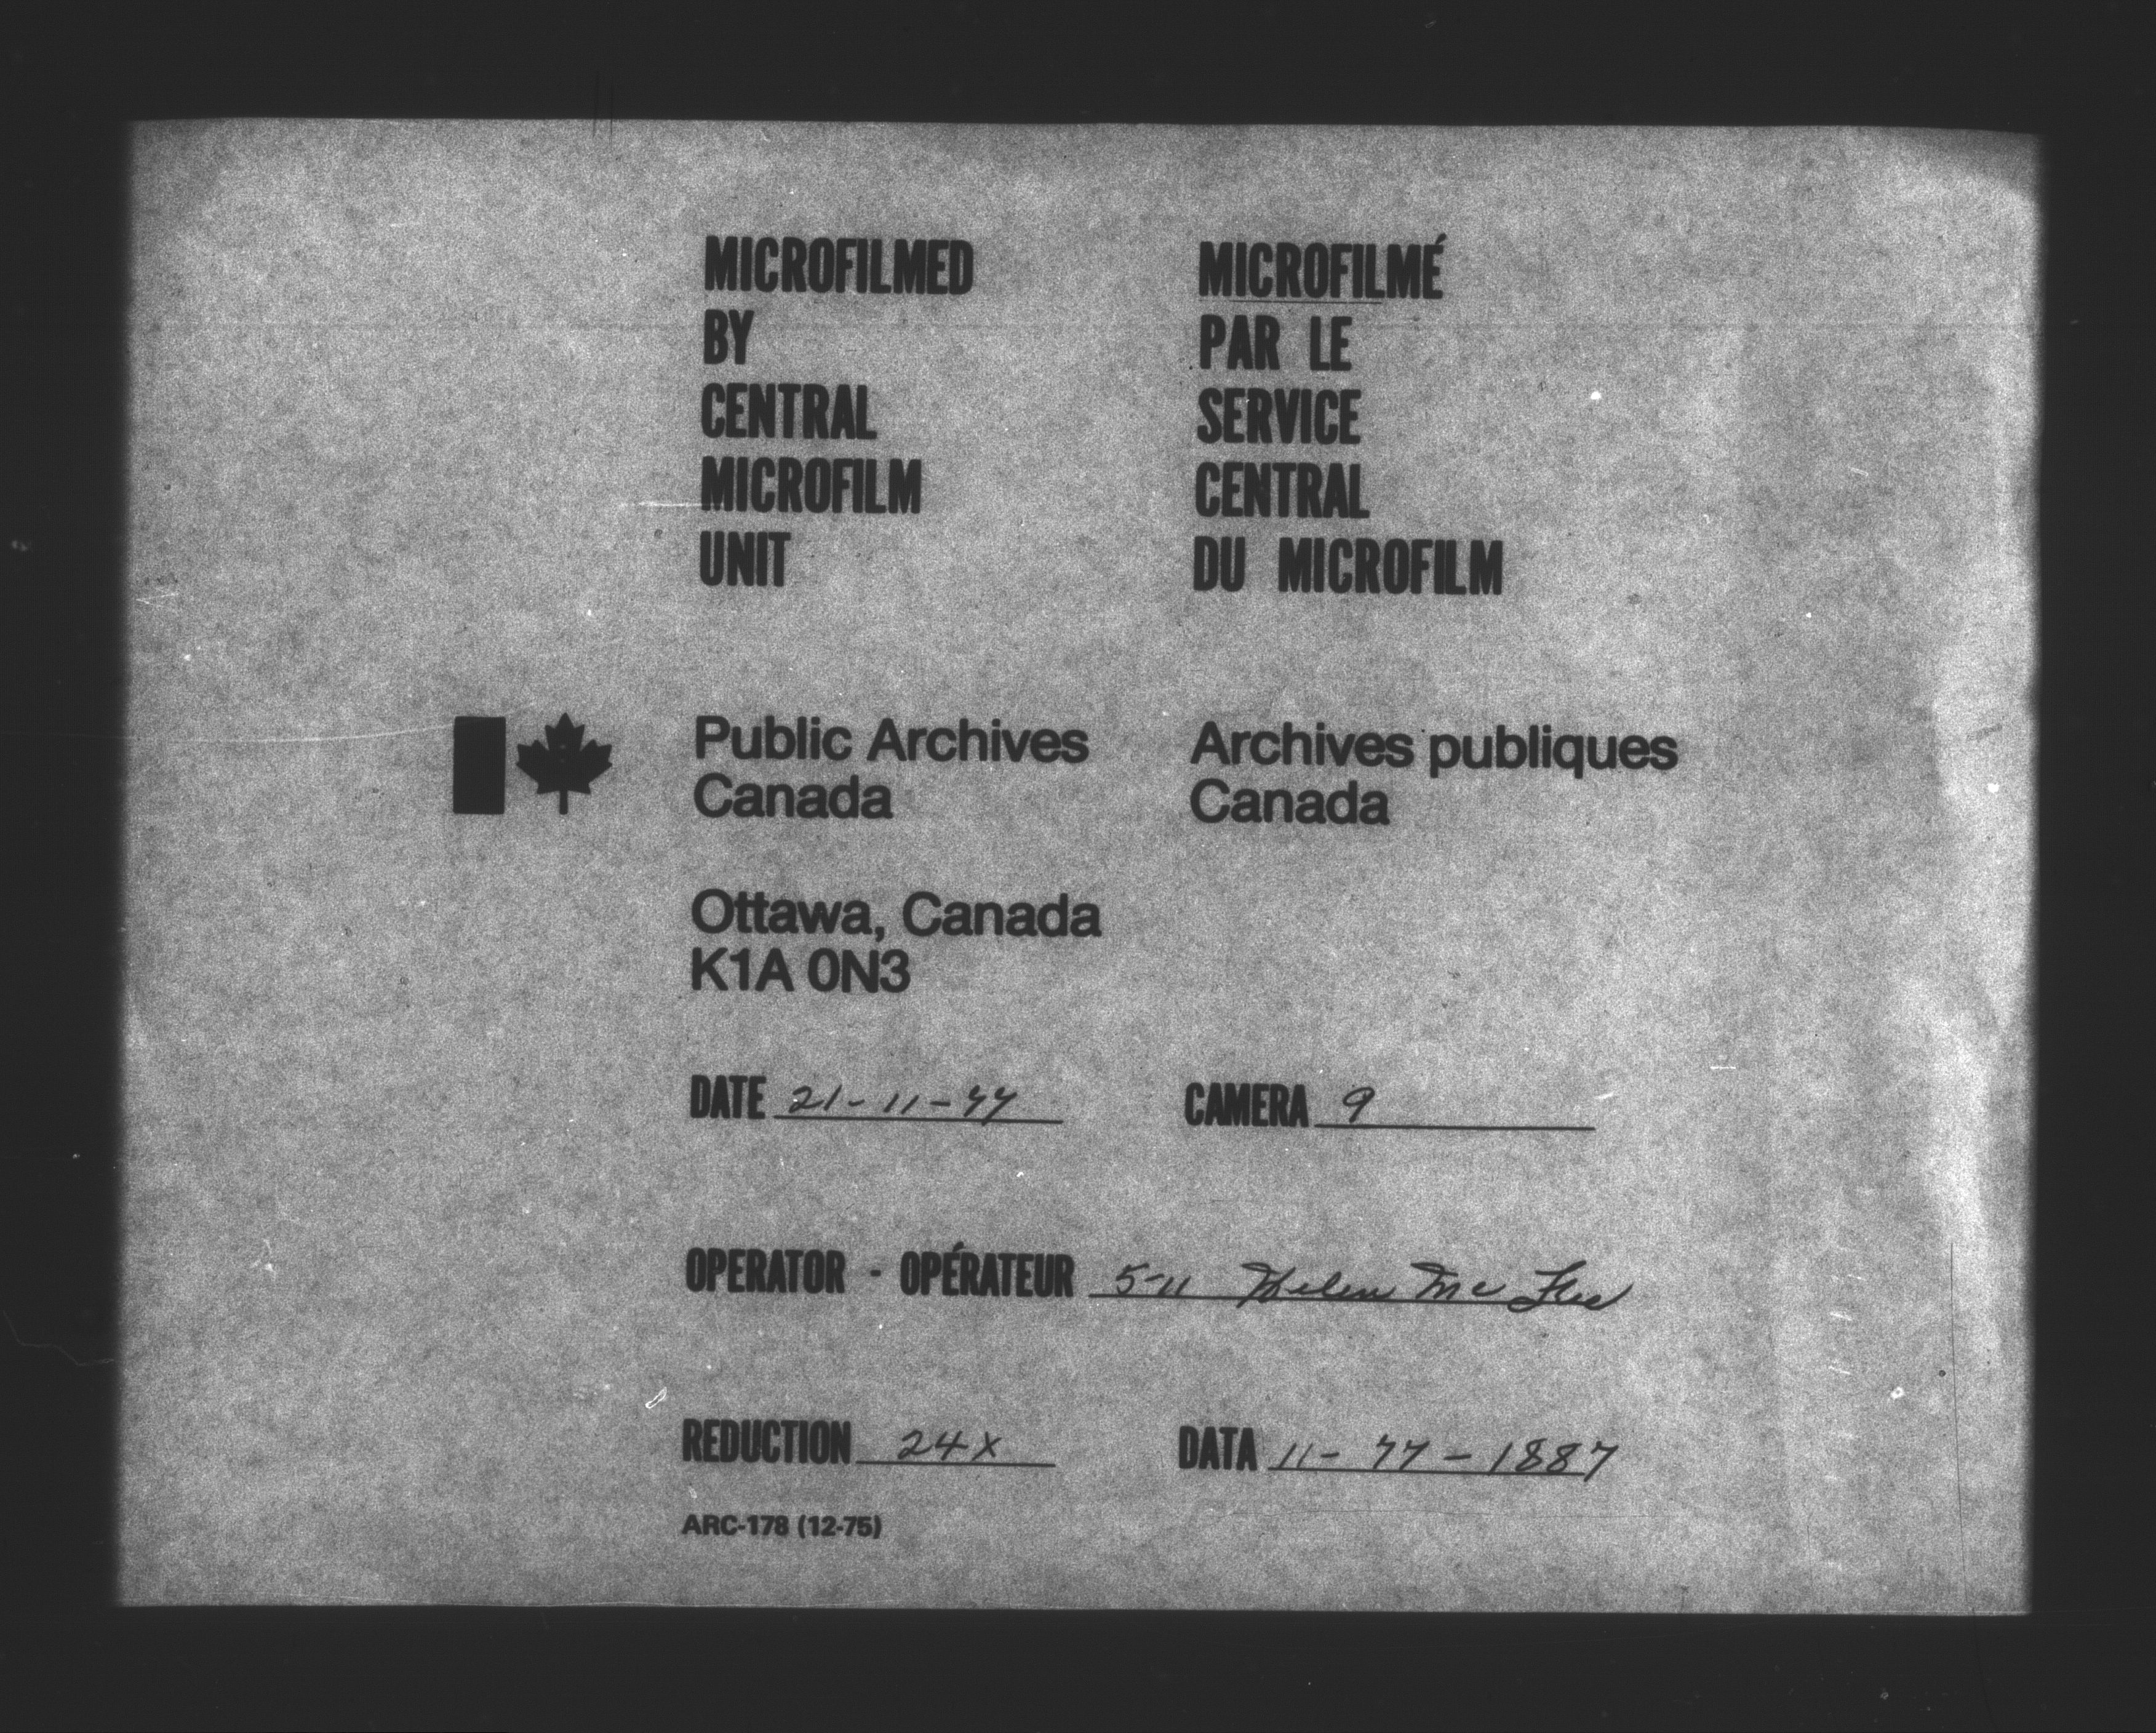 MICROFILMED
BY
CENTRAL
MICROFILM
UNIT
MICROFILMÉ
PAR LE
SERVICE
CENTRAL
DU MICROFILM
Public Archives
Canada
Archives publiques
Canada
Ottawa, Canada
K1A 0N3
DATE 21-11-77
CAMERA 9
OPERATOR - OPÉRATEUR 5-11 Helen Mc
REDUCTION 24x
DATA 11-77-1887
ARC-178 (12-75)